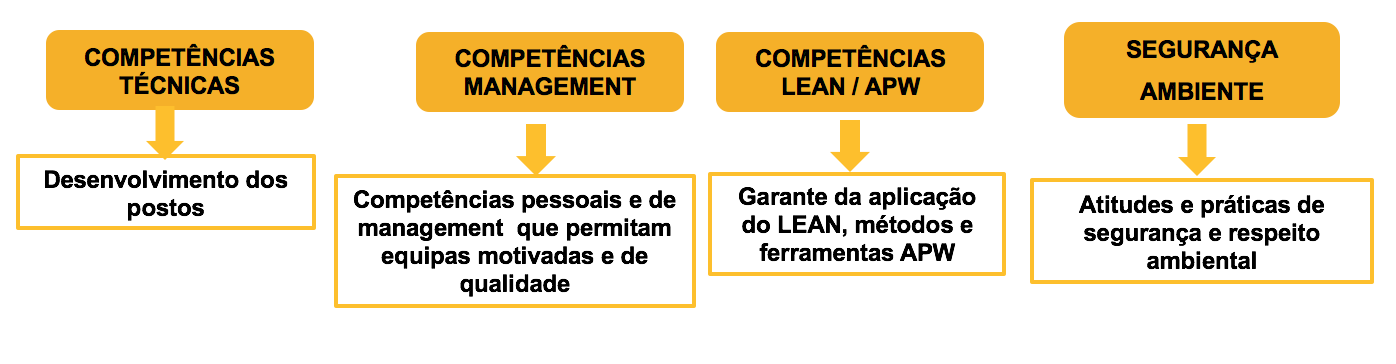 COMPETÊNCIAS
TÉCNICAS
Desenvolvimento dos
postos
COMPETÊNCIAS
MANAGEMENT
Competências pessoais e de
management  que permitam
equipas motivadas e de
qualidade
COMPETÊNCIAS
LEAN / APW
Garante da aplicação
do LEAN, métodos e
ferramentas APW
SEGURANÇA
AMBIENTE
Atitudes e práticas de
segurança e respeito
ambiental